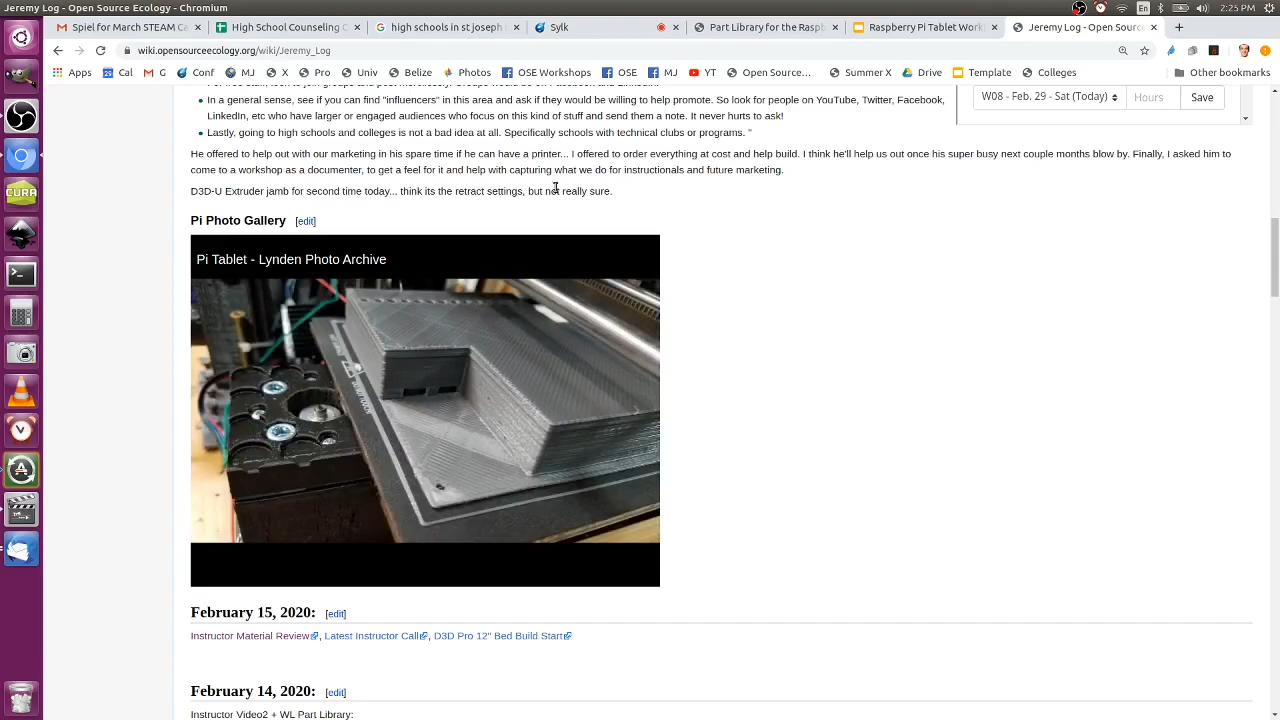 Jeremy Log - Open Source Ecology - Chromium
En 2:25 PM
Spiel for March STEAM Ca
High School Counseling C
high schools in st joseph
Sylk
Part Library for the Raspb
Raspberry Pi Tablet Work
Jeremy Log - Open Source
wiki.opensourceecology.org/wiki/Jeremy_Log
Apps Cal G Conf MJ X Pro Univ Belize Photos OSE Workshops OSE MJ YT Open Source... Summer X Drive Template Colleges Other bookmarks
• In a general sense, see if you can find "influencers" in this area and ask if they would be willing to help promote. So look for people on YouTube, Twitter, Facebook,
LinkedIn, etc who have larger or engaged audiences who focus on this kind of stuff and send them a note. It never hurts to ask!
• Lastly, going to high schools and colleges is not a bad idea at all. Specifically schools with technical clubs or programs. "
W08 - Feb. 29 - Sat (Today) Hours Save
He offered to help out with our marketing in his spare time if he can have a printer... I offered to order everything at cost and help build. I think he'll help us out once his super busy next couple months blow by. Finally, I asked him to
come to a workshop as a documenter, to get a feel for it and help with capturing what we do for instructionals and future marketing.
D3D-U Extruder jamb for second time today... think its the retract settings, but not really sure.
Pi Photo Gallery [edit]
Pi Tablet - Lynden Photo Archive
February 15, 2020: [edit]
Instructor Material Review, Latest Instructor Call, D3D Pro 12" Bed Build Start
February 14, 2020: [edit]
Instructor Video2 + WL Part Library:
CURA